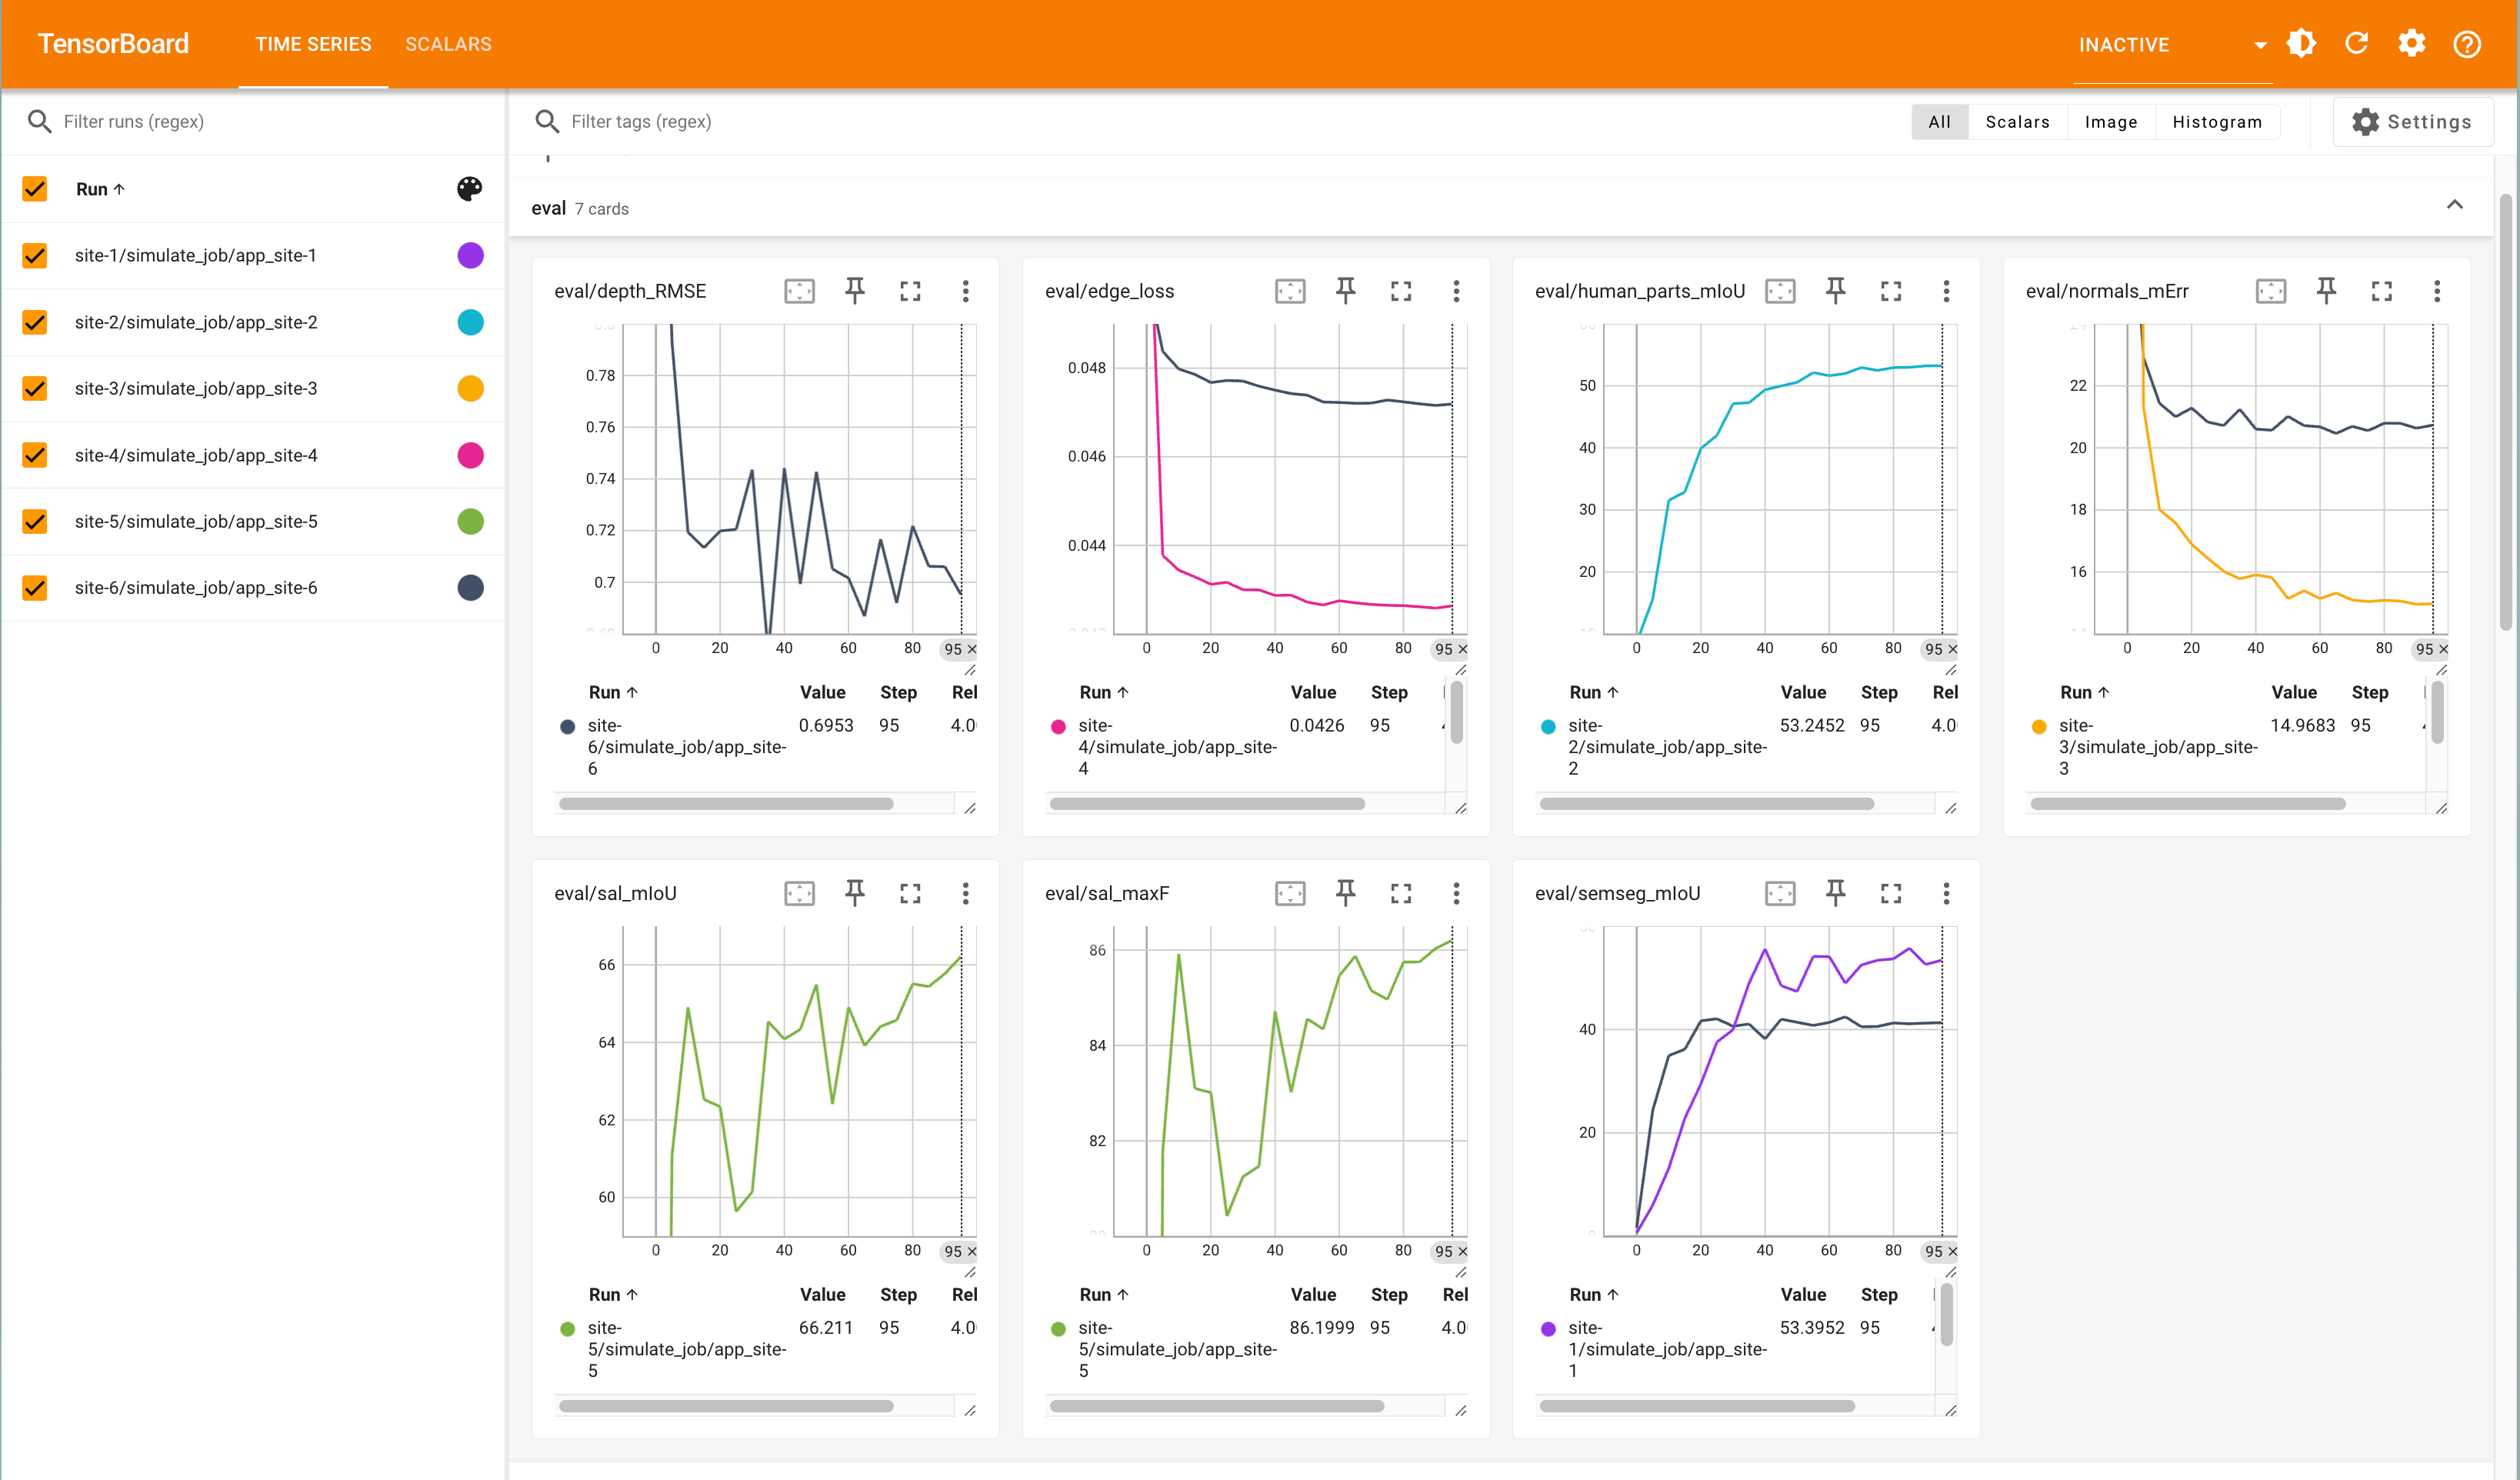 TensorBoard TIME SERIES SCALARS INACTIVE
Filter runs (regex)
Filter tags (regex) All Scalars Image Histogram Settings
Run
site-1/simulate_job/app_site-1
site-2/simulate_job/app_site-2
site-3/simulate_job/app_site-3
site-4/simulate_job/app_site-4
site-5/simulate_job/app_site-5
site-6/simulate_job/app_site-6
eval 7 cards
eval/depth_RMSE
0.78
0.76
0.74
0.72
0.7
0 20 40 60 80 95
Run Value Step Rel
site- 0.6953 95 4.0
6/simulate_job/app_site-
6
eval/edge_loss
0.048
0.046
0.044
0 20 40 60 80 95
Run Value Step
site- 0.0426 95
4/simulate_job/app_site-
4
eval/human_parts_mIoU
50
40
30
20
0 20 40 60 80 95
Run Value Step Rel
site- 53.2452 95 4.0
2/simulate_job/app_site-
2
eval/normals_mErr
22
20
18
16
0 20 40 60 80 95
Run Value Step
site- 14.9683 95
3/simulate_job/app_site-
3
eval/sal_mIoU
66
64
62
60
0 20 40 60 80 95
Run Value Step Rel
site- 66.211 95 4.0
5/simulate_job/app_site-
5
eval/sal_maxF
86
84
82
0 20 40 60 80 95
Run Value Step Rel
site- 86.1999 95 4.0
5/simulate_job/app_site-
5
eval/semseg_mIoU
40
20
0 20 40 60 80 95
Run Value Step
site- 53.3952 95
1/simulate_job/app_site-
1